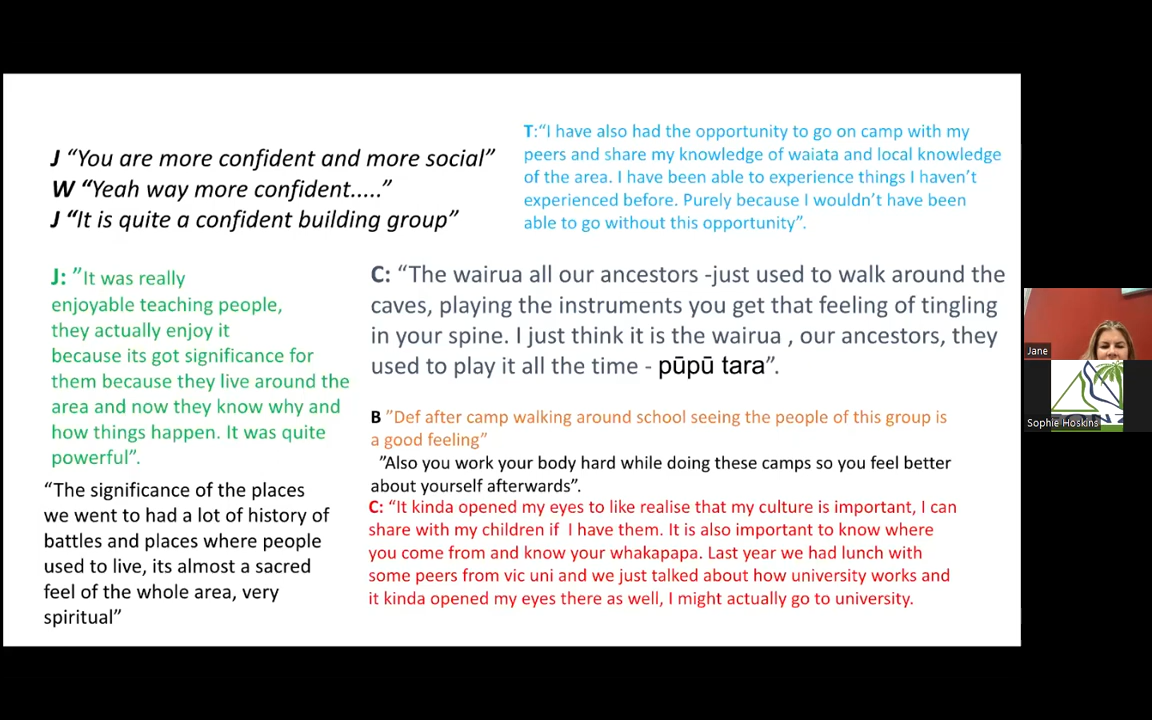 J “You are more confident and more social”
W “Yeah way more confident.....”
J “It is quite a confident building group”
T:“I have also had the opportunity to go on camp with my
peers and share my knowledge of waiata and local knowledge
of the area. I have been able to experience things I haven’t
experienced before. Purely because I wouldn’t have been
able to go without this opportunity”.
J: ”It was really
enjoyable teaching people,
they actually enjoy it
because its got significance for
them because they live around the
area and now they know why and
how things happen. It was quite
powerful”.
“The significance of the places
we went to had a lot of history of
battles and places where people
used to live, its almost a sacred
feel of the whole area, very
spiritual”
C: “The wairua all our ancestors -just used to walk around the
caves, playing the instruments you get that feeling of tingling
in your spine. I just think it is the wairua , our ancestors, they
used to play it all the time - pūpū tara”.
B ”Def after camp walking around school seeing the people of this group is
a good feeling”
”Also you work your body hard while doing these camps so you feel better
about yourself afterwards”.
C: “It kinda opened my eyes to like realise that my culture is important, I can
share with my children if I have them. It is also important to know where
you come from and know your whakapapa. Last year we had lunch with
some peers from vic uni and we just talked about how university works and
it kinda opened my eyes there as well, I might actually go to university.
Jane
Sophie Hoskins